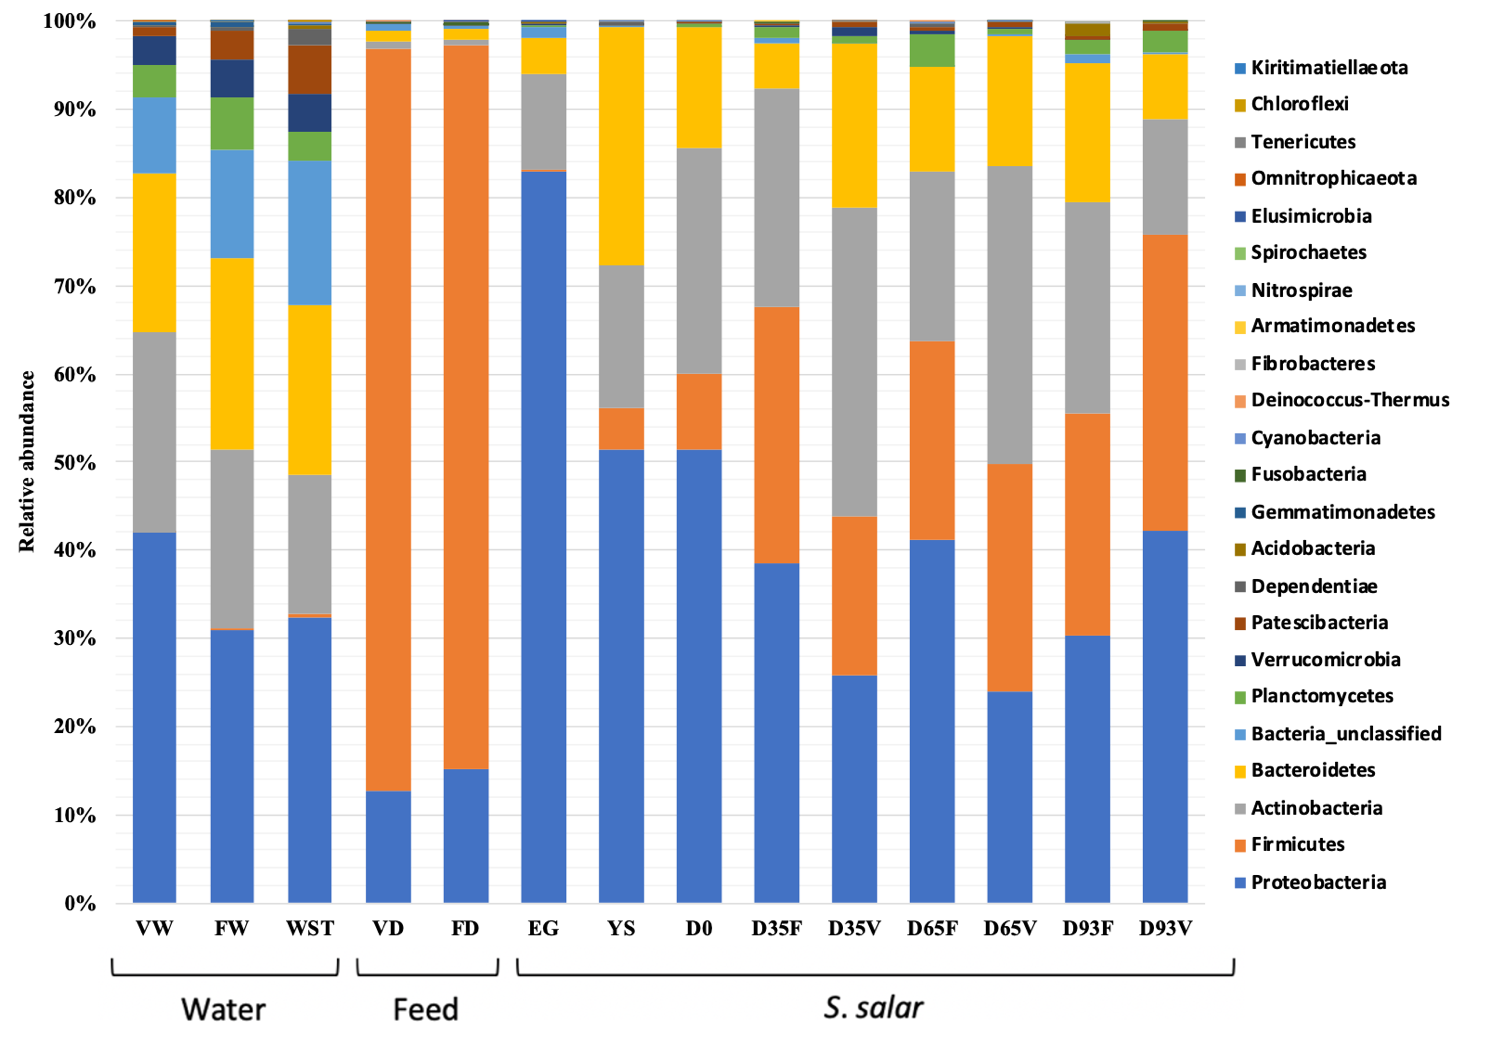 Relative abundance
100%
90%
80%
70%
60%
50%
40%
30%
20%
10%
0%
VW FW WST VD FD EG YS D0 D35F D35V D65F D65V D93F D93V
Water Feed S. salar
Kiritimatiellaeota
Chloroflexi
Tenericutes
Omnitrophicaeota
Elusimicrobia
Spirochaetes
Nitrospirae
Armatimonadetes
Fibrobacteres
Deinococcus-Thermus
Cyanobacteria
Fusobacteria
Gemmatimonadetes
Acidobacteria
Dependentiae
Patescibacteria
Verrucomicrobia
Planctomycetes
Bacteria_unclassified
Bacteroidetes
Actinobacteria
Firmicutes
Proteobacteria